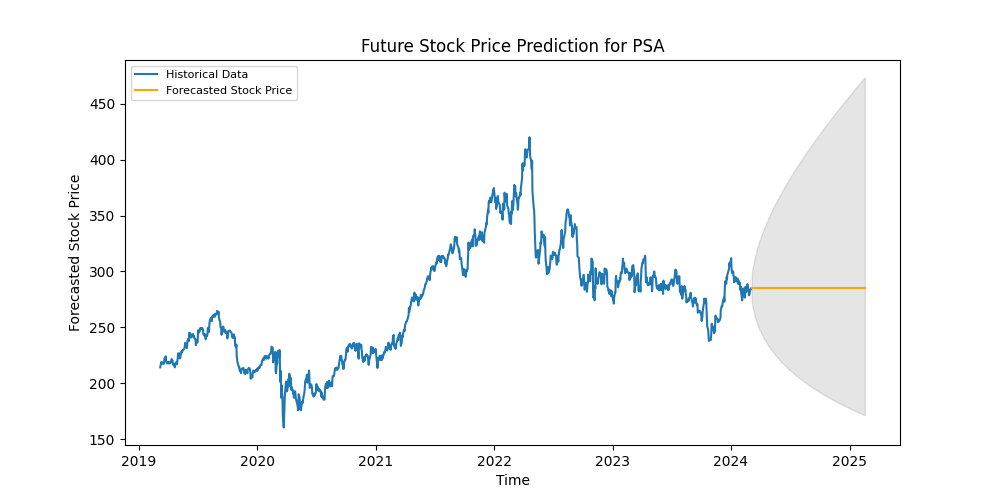 Future Stock Price Prediction for PSA
Historical Data
Forecasted Stock Price
450
400
350
300
250
200
150
Forecasted Stock Price
2019 2020 2021 2022 2023 2024 2025
Time